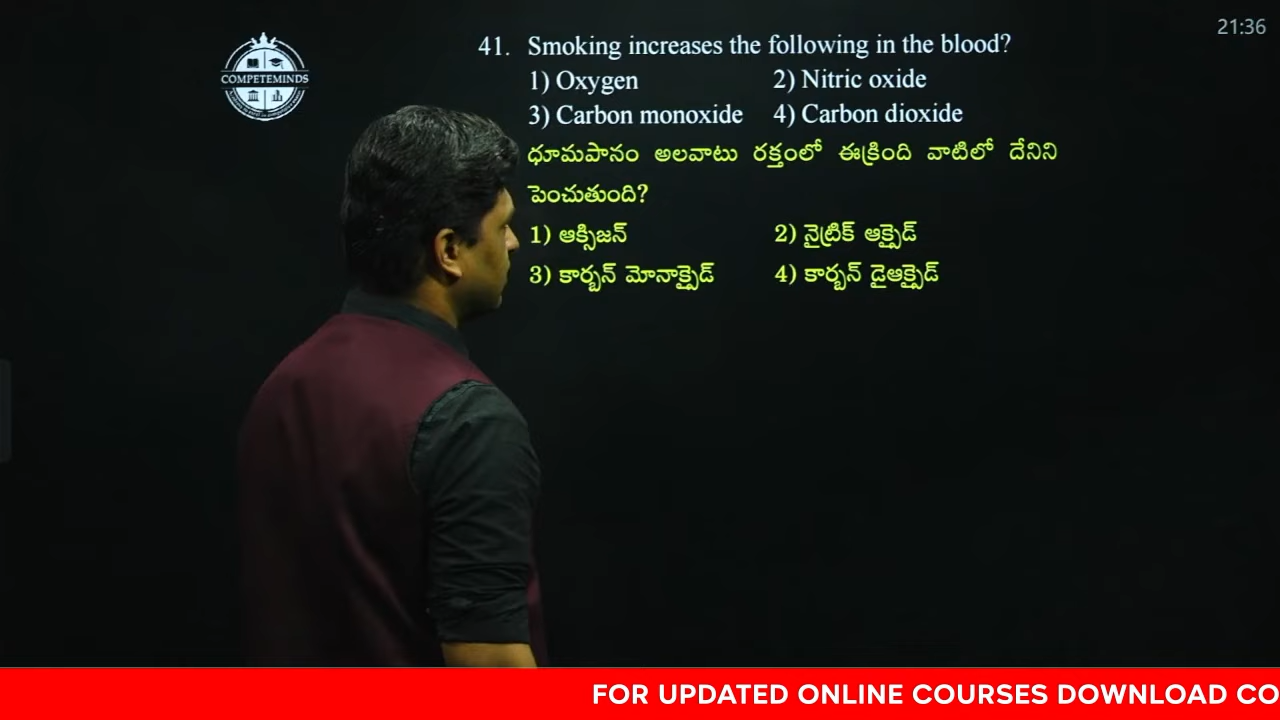 21:36
COMPETEMINDS
41. Smoking increases the following in the blood?
1) Oxygen 2) Nitric oxide
3) Carbon monoxide 4) Carbon dioxide
ధూమపానం అలవాటు రక్తంలో ఈక్రింది వాటిలో దేనిని
పెంచుతుంది?
1) ఆక్సిజన్ 2) నైట్రిక్ ఆక్సైడ్
3) కార్బన్ మోనాక్సైడ్ 4) కార్బన్ డైఆక్సైడ్
FOR UPDATED ONLINE COURSES DOWNLOAD CO